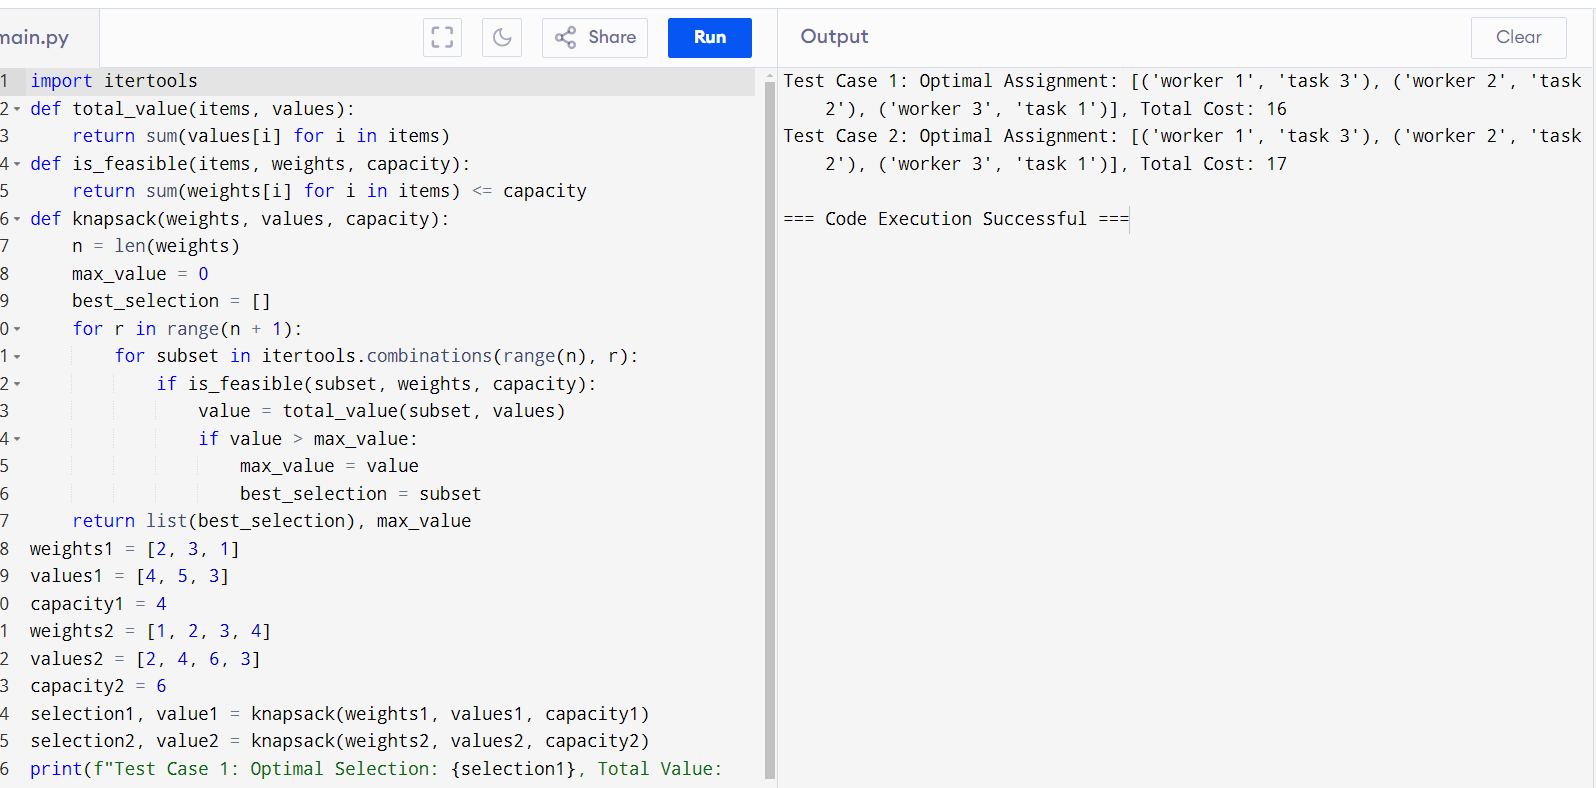 main.py
Share
Run
Output
Clear
1 import itertools
2 def total_value(items, values):
3     return sum(values[i] for i in items)
4 def is_feasible(items, weights, capacity):
5     return sum(weights[i] for i in items) <= capacity
6 def knapsack(weights, values, capacity):
7     n = len(weights)
8     max_value = 0
9     best_selection = []
0     for r in range(n + 1):
1         for subset in itertools.combinations(range(n), r):
2             if is_feasible(subset, weights, capacity):
3                 value = total_value(subset, values)
4                 if value > max_value:
5                     max_value = value
6                     best_selection = subset
7     return list(best_selection), max_value
8 weights1 = [2, 3, 1]
9 values1 = [4, 5, 3]
0 capacity1 = 4
1 weights2 = [1, 2, 3, 4]
2 values2 = [2, 4, 6, 3]
3 capacity2 = 6
4 selection1, value1 = knapsack(weights1, values1, capacity1)
5 selection2, value2 = knapsack(weights2, values2, capacity2)
6 print(f"Test Case 1: Optimal Selection: {selection1}, Total Value:
Test Case 1: Optimal Assignment: [('worker 1', 'task 3'), ('worker 2', 'task
2'), ('worker 3', 'task 1')], Total Cost: 16
Test Case 2: Optimal Assignment: [('worker 1', 'task 3'), ('worker 2', 'task
2'), ('worker 3', 'task 1')], Total Cost: 17
=== Code Execution Successful ===